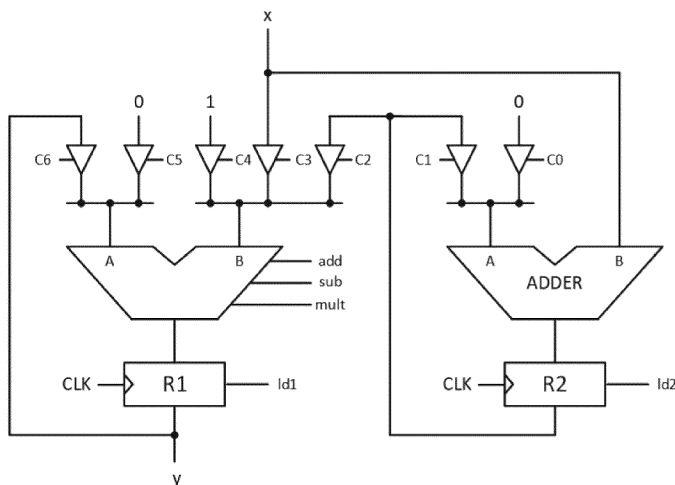 x
0 1 0
C6 C5 C4 C3 C2 C1 C0
A B add A B
sub ADDER
mult
CLK R1 ld1 CLK R2 ld2
y